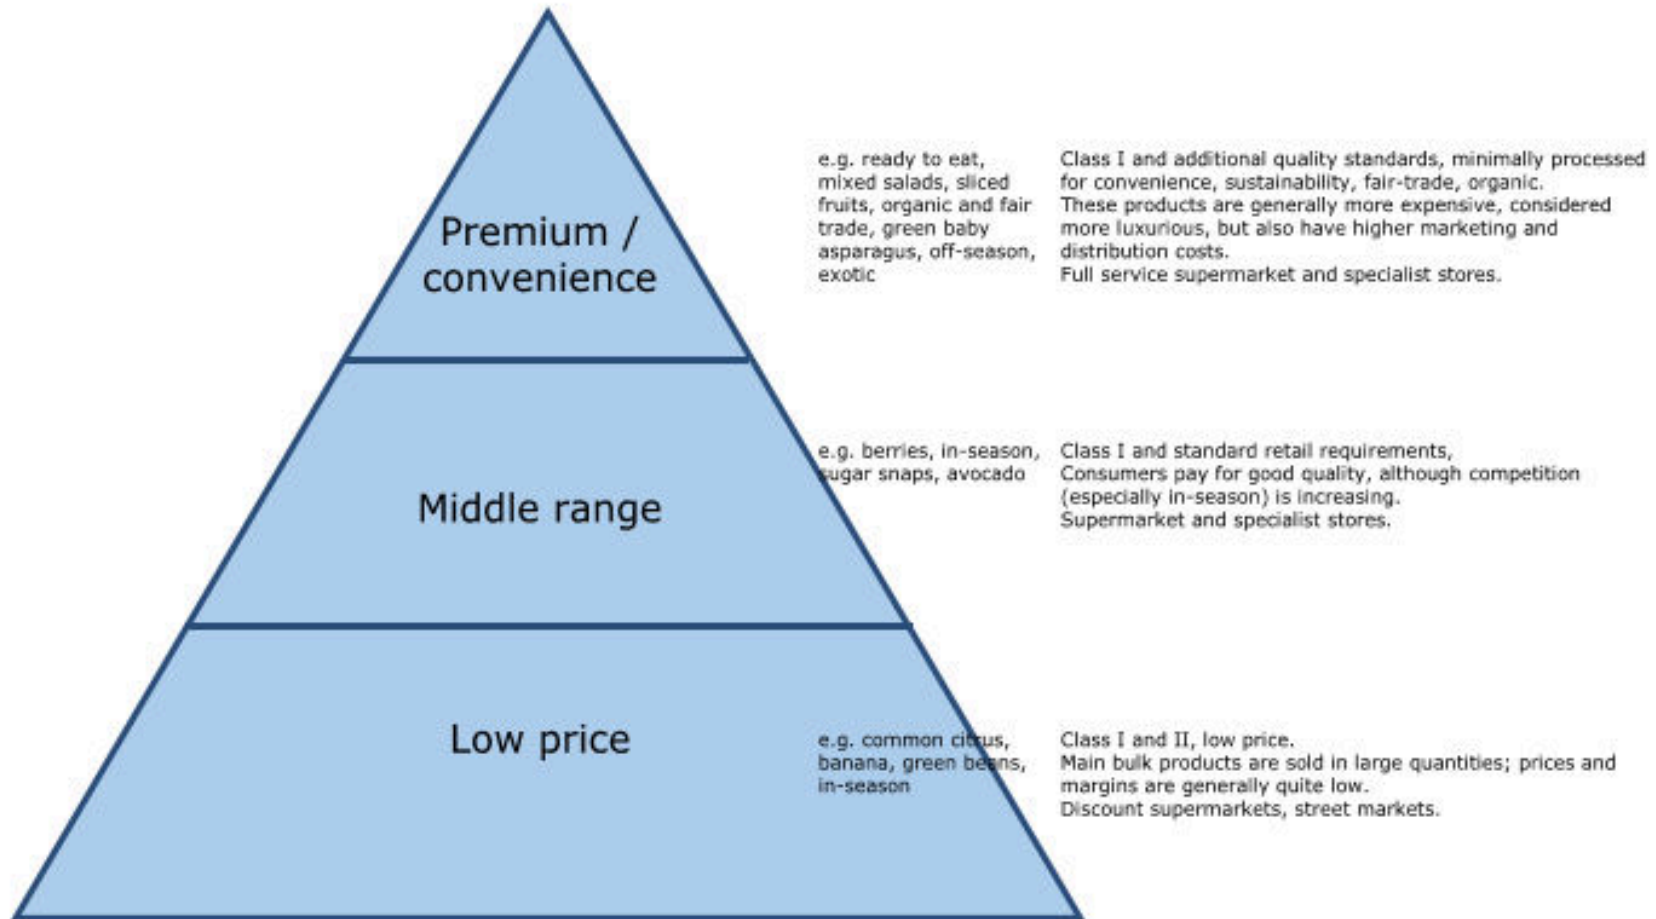 Premium /
convenience
e.g. ready to eat,
mixed salads, sliced
fruits, organic and fair
trade, green baby
asparagus, off-season,
exotic
Class I and additional quality standards, minimally processed
for convenience, sustainability, fair-trade, organic.
These products are generally more expensive, considered
more luxurious, but also have higher marketing and
distribution costs.
Full service supermarket and specialist stores.
Middle range
e.g. berries, in-season,
sugar snaps, avocado
Class I and standard retail requirements,
Consumers pay for good quality, although competition
(especially in-season) is increasing.
Supermarket and specialist stores.
Low price
e.g. common citrus,
banana, green beans,
in-season
Class I and II, low price.
Main bulk products are sold in large quantities; prices and
margins are generally quite low.
Discount supermarkets, street markets.